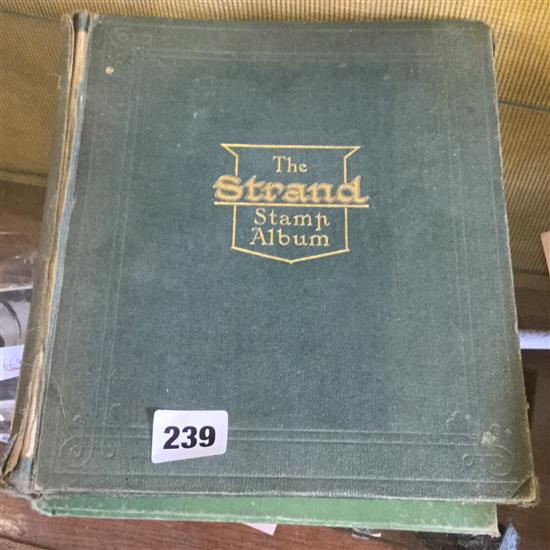 The
Strand
Stamp
Album
239